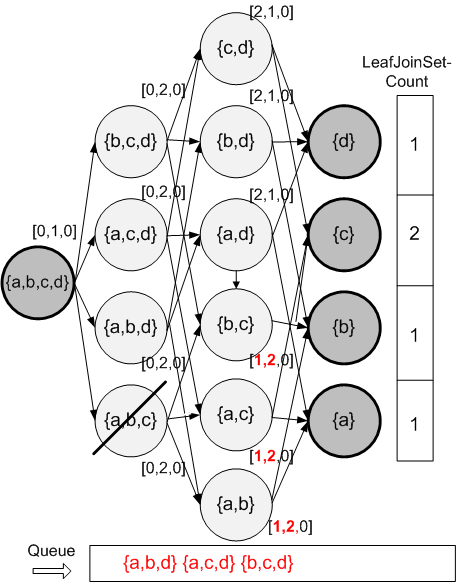 [2,1,0]
{c,d}
LeafJoinSet-
Count
[0,2,0]
[2,1,0]
{b,c,d}
{b,d}
{d}
1
[0,2,0]
[2,1,0]
[0,1,0]
{a,c,d}
{a,d}
{c}
2
{a,b,c,d}
{a,b,d}
{b,c}
{b}
1
[0,2,0]
[1,2,0]
{a,b,c}
{a,c}
{a}
1
[0,2,0]
[1,2,0]
{a,b}
[1,2,0]
Queue
{a,b,d} {a,c,d} {b,c,d}